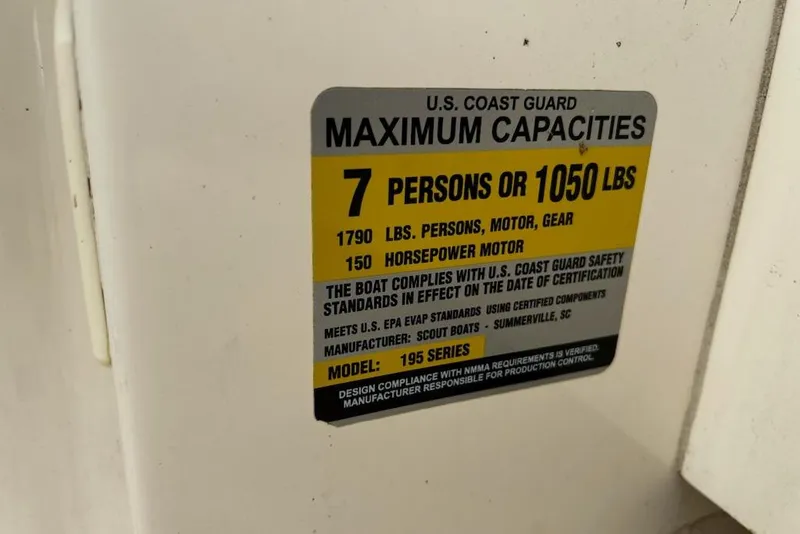 U.S. COAST GUARD
MAXIMUM CAPACITIES
7 PERSONS OR 1050 LBS
1790 LBS. PERSONS, MOTOR, GEAR
150 HORSEPOWER MOTOR
THE BOAT COMPLIES WITH U.S. COAST GUARD SAFETY
STANDARDS IN EFFECT ON THE DATE OF CERTIFICATION
MEETS U.S. EPA EVAP STANDARDS USING CERTIFIED COMPONENTS
MANUFACTURER: SCOUT BOATS - SUMMERVILLE, SC
MODEL: 195 SERIES
DESIGN COMPLIANCE WITH NMMA REQUIREMENTS IS VERIFIED.
MANUFACTURER RESPONSIBLE FOR PRODUCTION CONTROL.